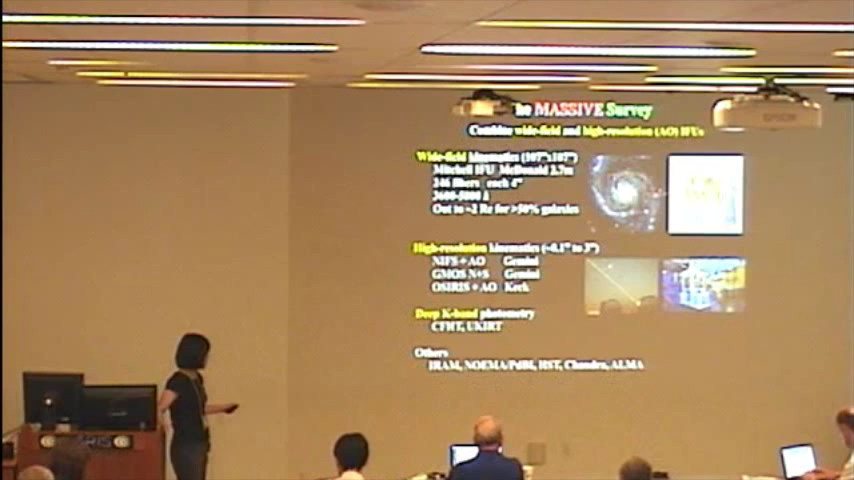 he MASSIVE Survey
Combine wide-field and high-resolution (AO) IFUs
Wide-field kinematics (107"x107")
Mitchell IFU McDonald 2.7m
246 fibers each 4"
Out to ~2 Re for >50% galaxies
High-resolution kinematics (~0.1" to 3")
NIFS + AO Gemini
GMOS N+S Gemini
OSIRIS + AO Keck
Deep K-band photometry
CFHT, UKIRT
Others
IRAM, NOEMA/PdBI, HST, Chandra, ALMA
EPSON